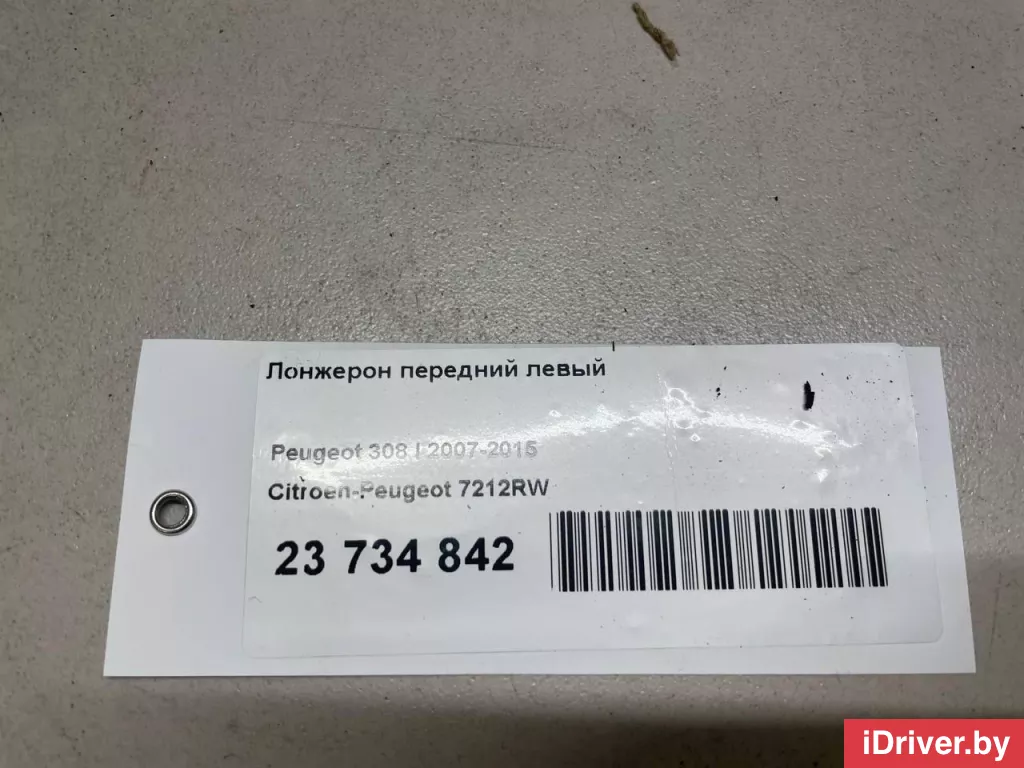 Лонжерон передний левый
Peugeot 308 I 2007-2015
Citroen-Peugeot 7212RW
23 734 842
iDriver.by